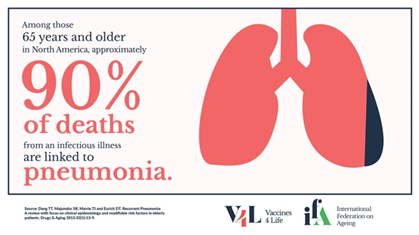 Among those
65 years and older
in North America, approximately
90%
of deaths
from an infectious illness
are linked to
pneumonia.
Source: Dang TT, Majumdar SR, Marrie TJ and Eurich DT. Recurrent Pneumonia:
A review with focus on clinical epidemiology and modifiable risk factors in elderly
patients. Drugs & Aging 2015:32(1):13-9.
V4L
Vaccines
4 Life
ifA
International
Federation on
Ageing